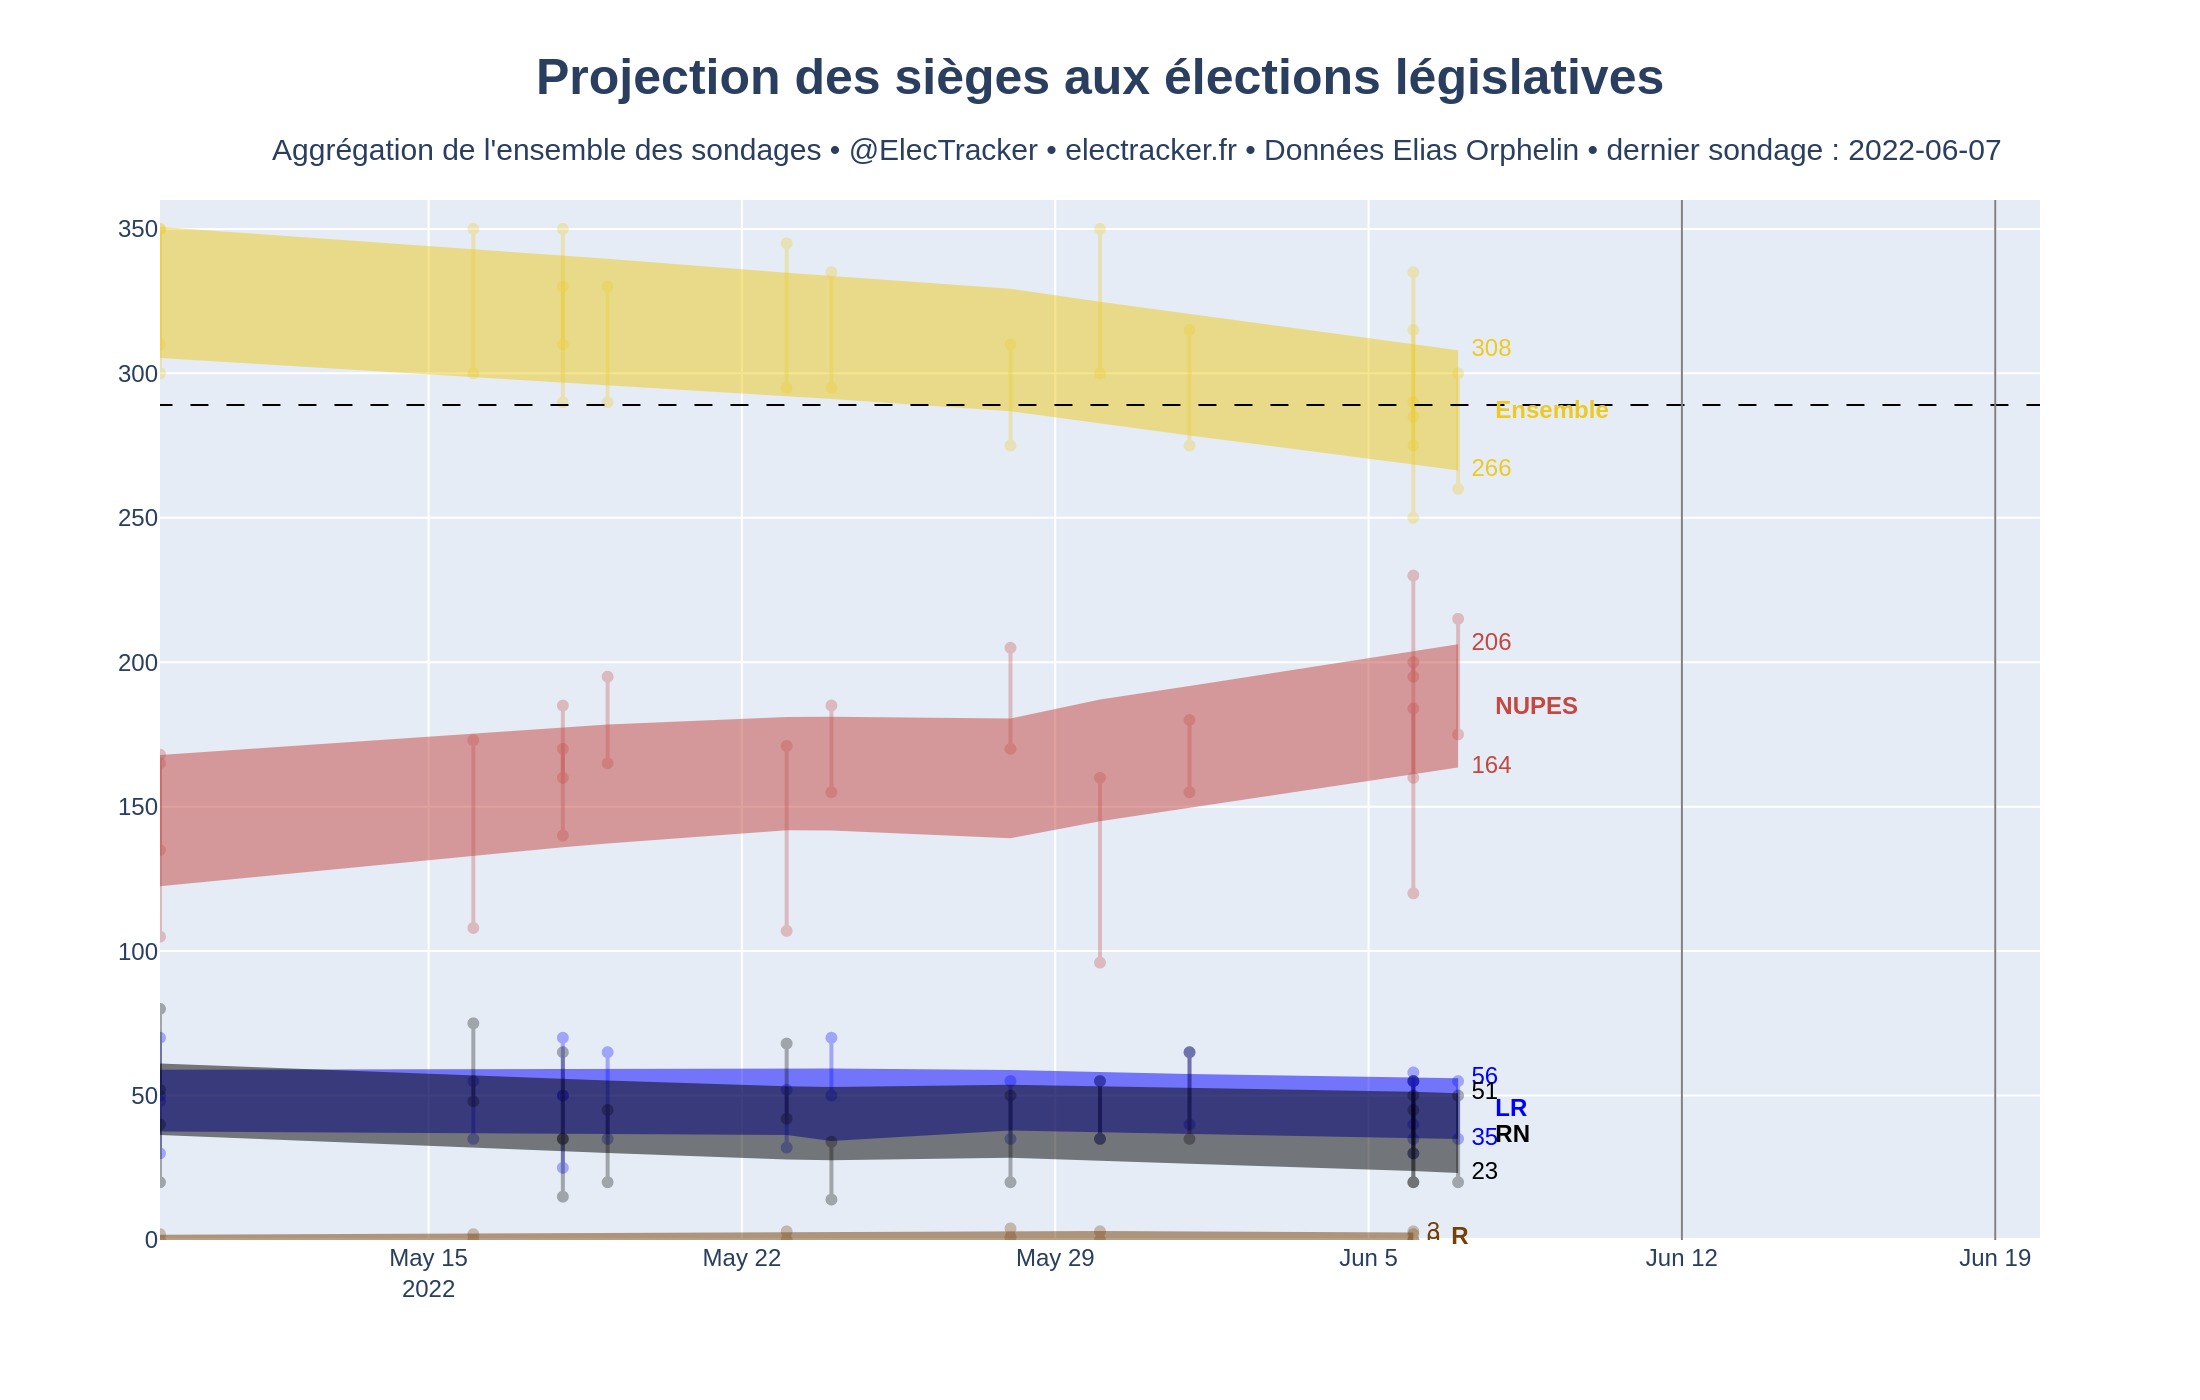 Projection des sièges aux élections législatives
Aggrégation de l'ensemble des sondages • @ElecTracker • electracker.fr • Données Elias Orphelin • dernier sondage : 2022-06-07
350
300
250
200
150
100
50
0
308
Ensemble
266
206
NUPES
164
56
51
LR
35
RN
23
R
May 15
2022
May 22
May 29
Jun 5
Jun 12
Jun 19